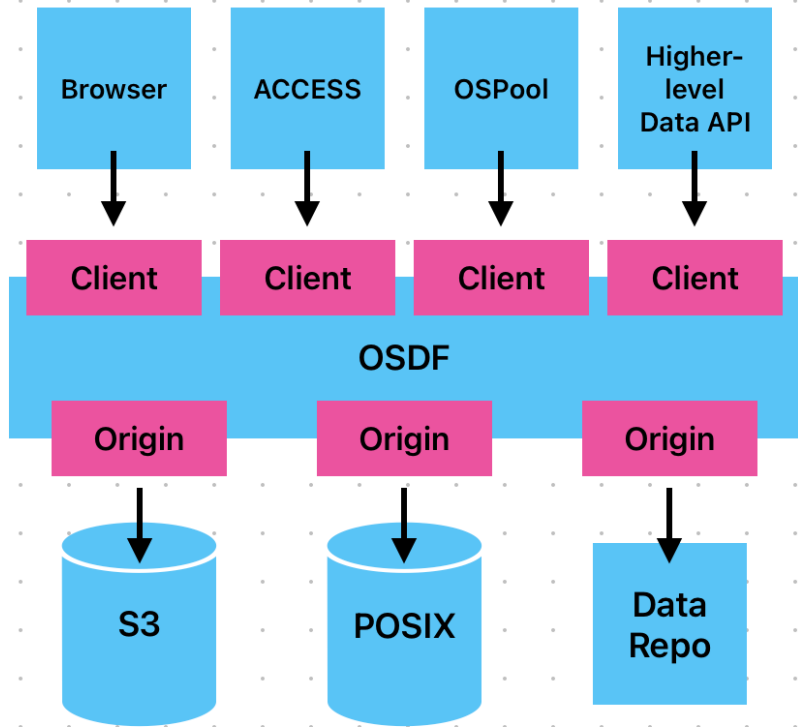 Browser
ACCESS
OSPool
Higher-
level
Data API
Client
Client
Client
Client
OSDF
Origin
Origin
Origin
S3
POSIX
Data
Repo